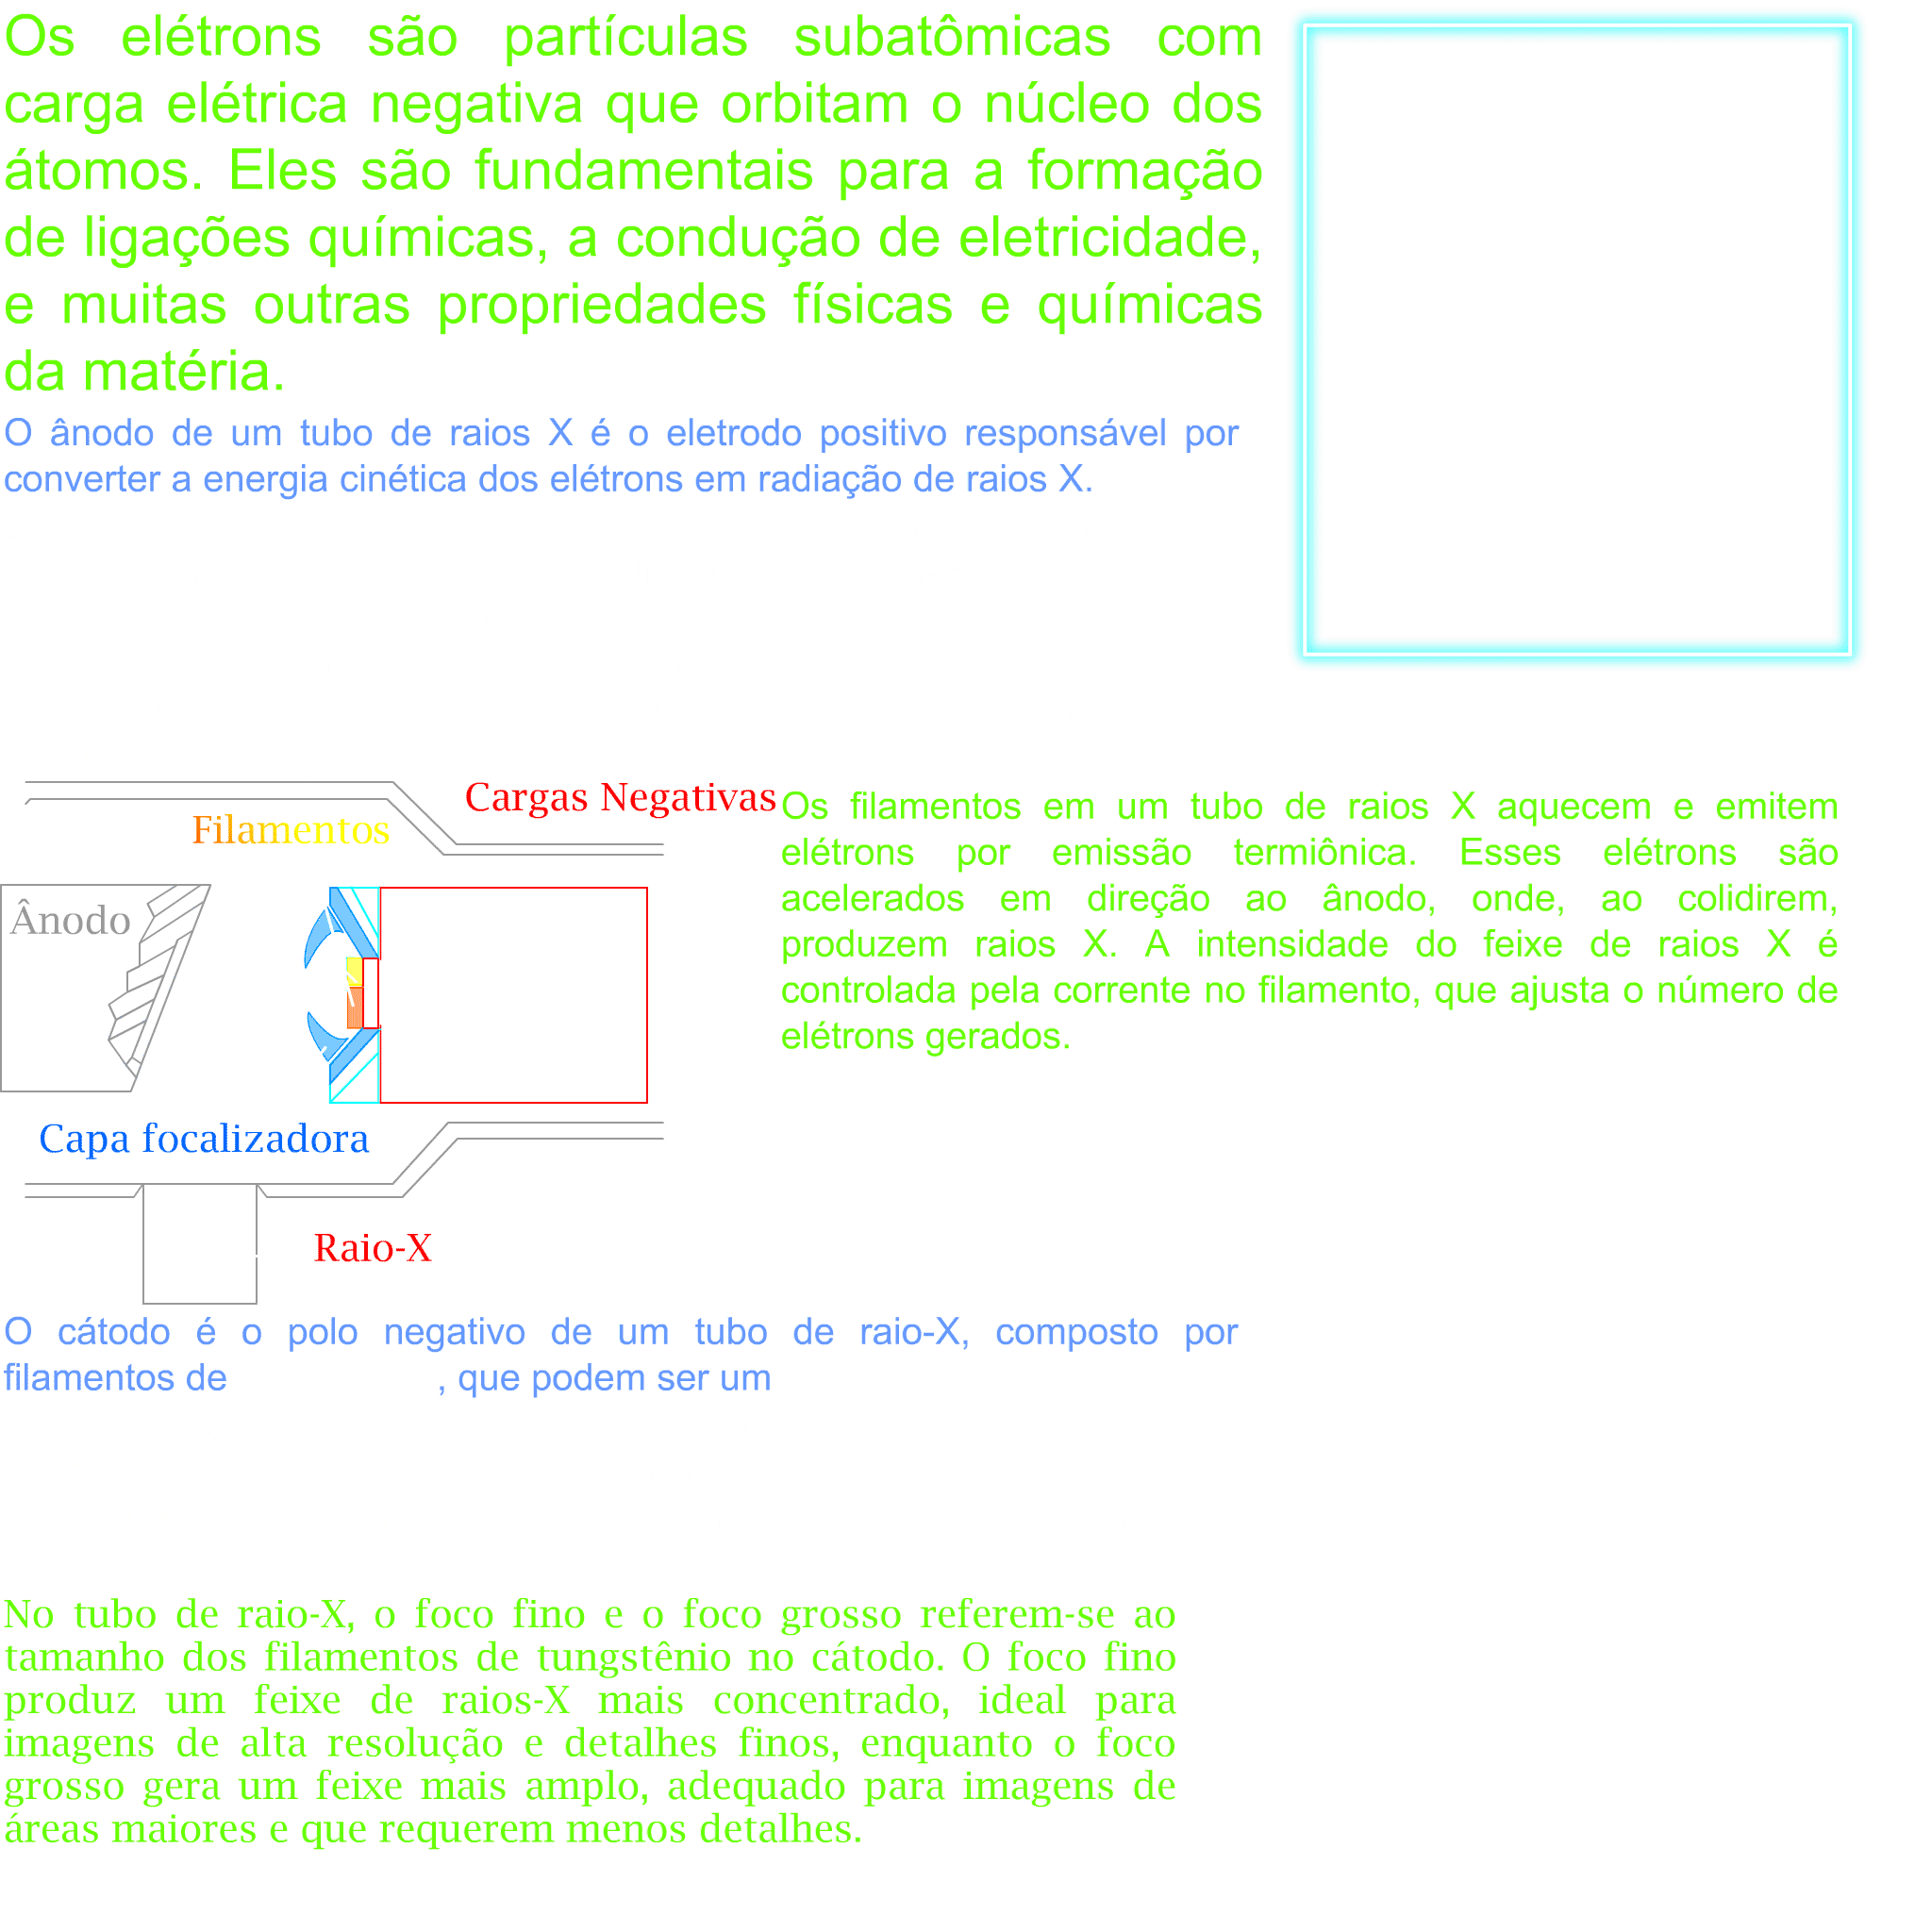 Os elétrons são partículas subatômicas com
carga elétrica negativa que orbitam o núcleo dos
átomos. Eles são fundamentais para a formação
de ligações químicas, a condução de eletricidade,
e muitas outras propriedades físicas e químicas
da matéria.
O ânodo de um tubo de raios X é o eletrodo positivo responsável por
converter a energia cinética dos elétrons em radiação de raios X.
Cargas Negativas
Filamentos
Ânodo
Capa focalizadora
Raio-X
Os filamentos em um tubo de raios X aquecem e emitem
elétrons por emissão termiônica. Esses elétrons são
acelerados em direção ao ânodo, onde, ao colidirem,
produzem raios X. A intensidade do feixe de raios X é
controlada pela corrente no filamento, que ajusta o número de
elétrons gerados.
O cátodo é o polo negativo de um tubo de raio-X, composto por
filamentos de , que podem ser um
No tubo de raio-X, o foco fino e o foco grosso referem-se ao
tamanho dos filamentos de tungstênio no cátodo. O foco fino
produz um feixe de raios-X mais concentrado, ideal para
imagens de alta resolução e detalhes finos, enquanto o foco
grosso gera um feixe mais amplo, adequado para imagens de
áreas maiores e que requerem menos detalhes.